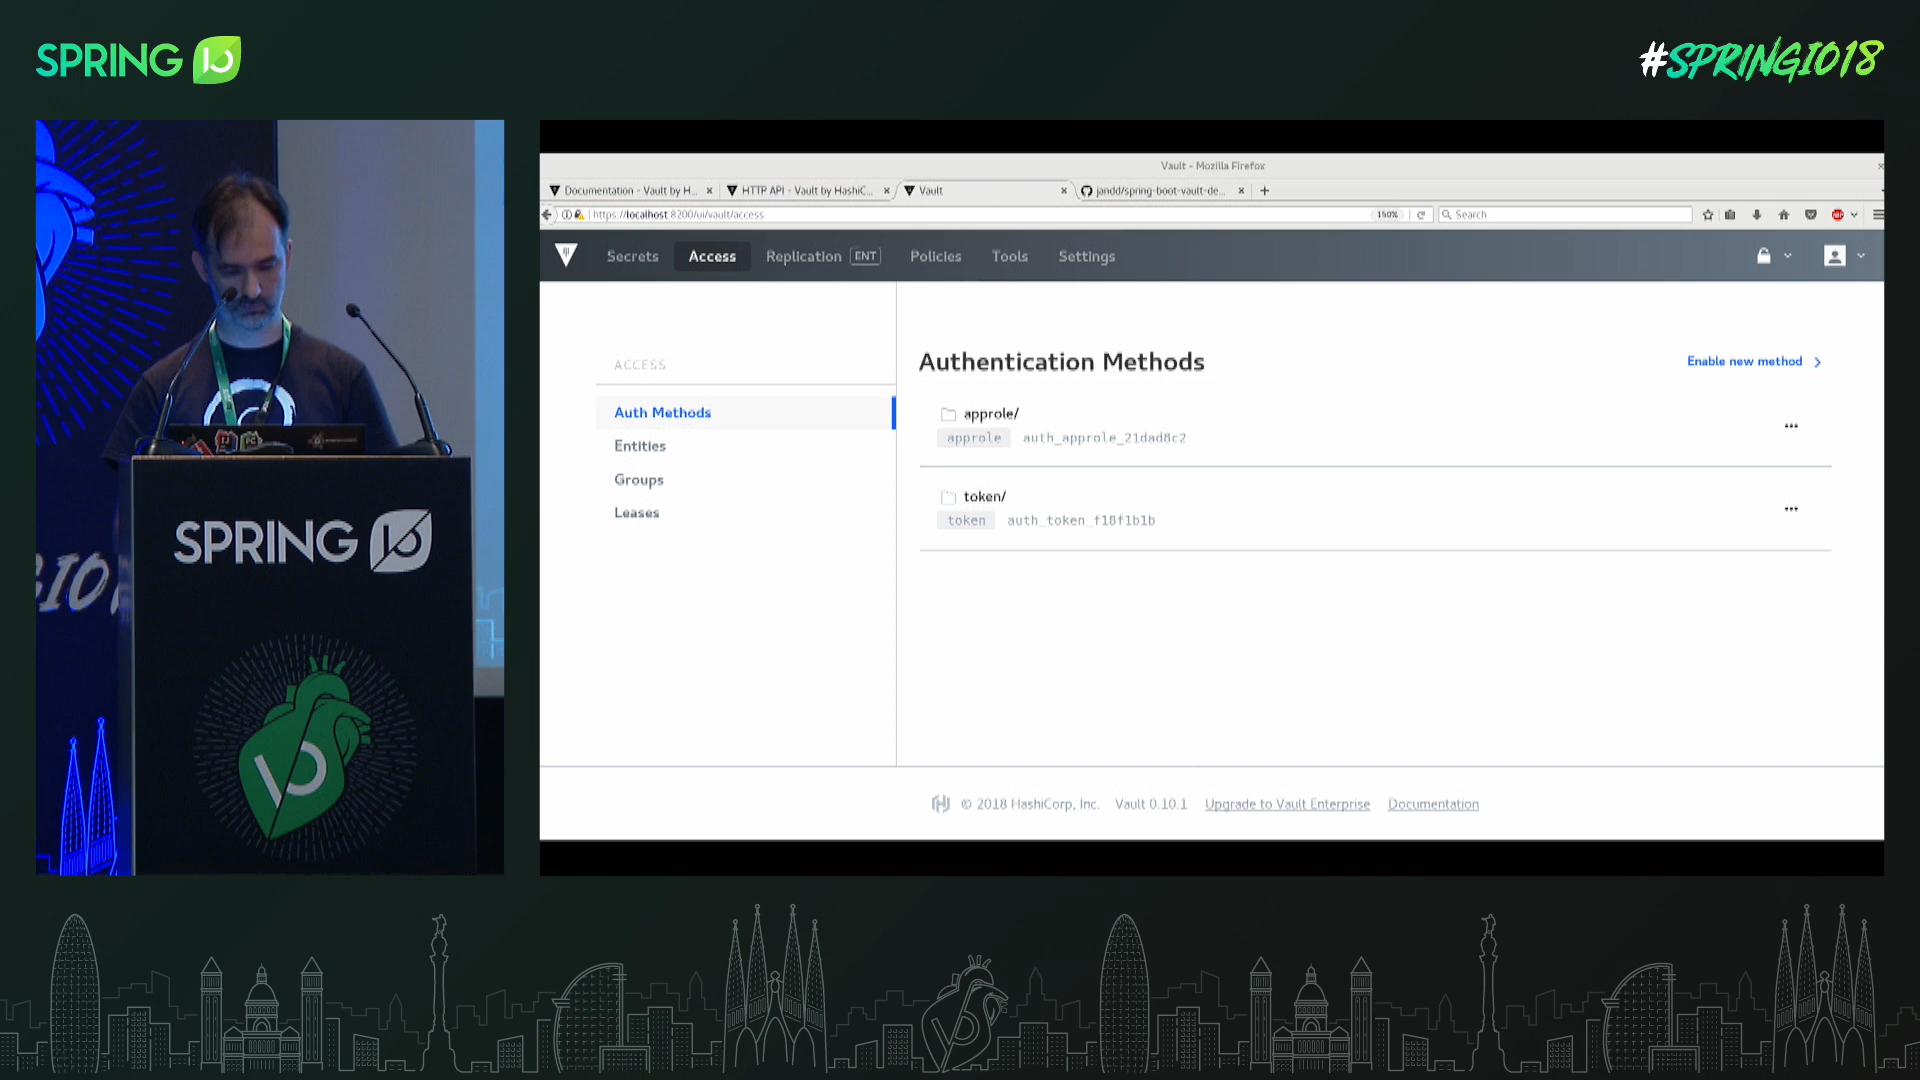 SPRING IO
#SPRINGIO18
Vault - Mozilla Firefox
Documentation - Vault by H...
HTTP API - Vault by HashiC...
Vault
jandd/spring-boot-vault-de...
https://localhost:8200/ui/vault/access
150%
Search
Secrets
Access
Replication
ENT
Policies
Tools
Settings
ACCESS
Auth Methods
Entities
Groups
Leases
Authentication Methods
Enable new method
approle/
approle
auth_approle_21dad8c2
token/
token
auth_token_f18f1b1b
© 2018 HashiCorp, Inc.
Vault 0.10.1
Upgrade to Vault Enterprise
Documentation
SPRING IO
GIO1
IO